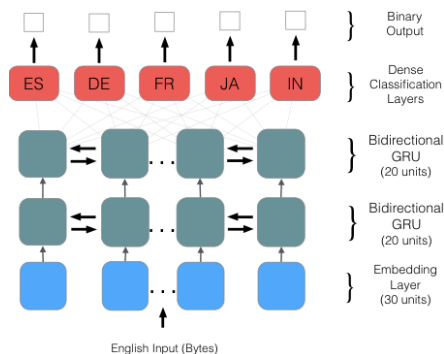 Binary
Output
ES DE FR JA IN
Dense
Classification
Layers
Bidirectional
GRU
(20 units)
Bidirectional
GRU
(20 units)
Embedding
Layer
(30 units)
English Input (Bytes)